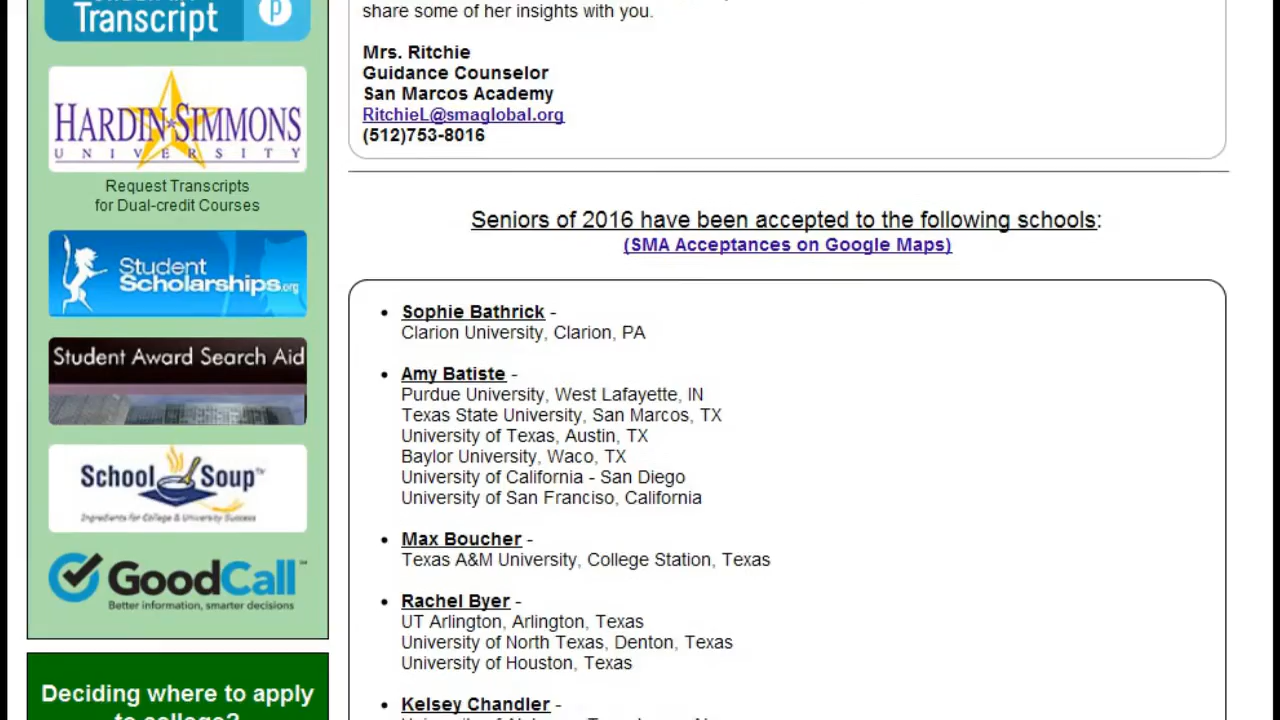 Transcript
p
HARDIN-SIMMONS
UNIVERSITY
Request Transcripts
for Dual-credit Courses
Student
Scholarships.org
Student Award Search Aid
School Soup™
Ingredients for College & University Success
GoodCall
Better information, smarter decisions
Deciding where to apply
to college?
share some of her insights with you.
Mrs. Ritchie
Guidance Counselor
San Marcos Academy
RitchieL@smaglobal.org
(512)753-8016
Seniors of 2016 have been accepted to the following schools:
(SMA Acceptances on Google Maps)
• Sophie Bathrick -
Clarion University, Clarion, PA
• Amy Batiste -
Purdue University, West Lafayette, IN
Texas State University, San Marcos, TX
University of Texas, Austin, TX
Baylor University, Waco, TX
University of California - San Diego
University of San Franciso, California
• Max Boucher -
Texas A&M University, College Station, Texas
• Rachel Byer -
UT Arlington, Arlington, Texas
University of North Texas, Denton, Texas
University of Houston, Texas
• Kelsey Chandler -